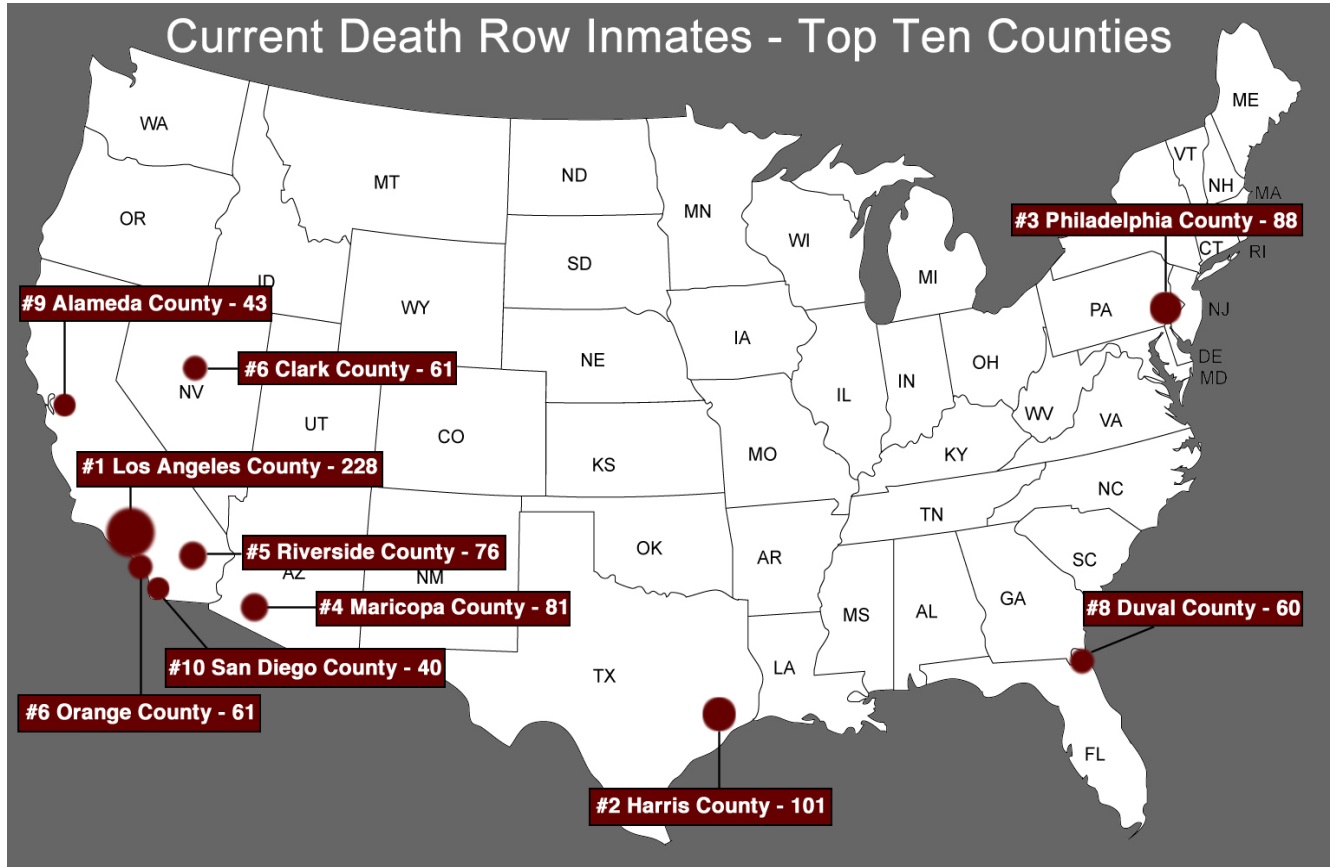 Current Death Row Inmates - Top Ten Counties
WA
MT
ND
MN
ME
VT
NH
MA
OR
ID
WY
SD
WI
MI
#3 Philadelphia County - 88
CT
RI
#9 Alameda County - 43
NV
#6 Clark County - 61
UT
CO
NE
IA
IL
IN
OH
PA
NJ
DE
MD
WV
VA
KY
KS
MO
#1 Los Angeles County - 228
NC
TN
OK
AR
SC
#5 Riverside County - 76
AZ
NM
#4 Maricopa County - 81
MS
AL
GA
#8 Duval County - 60
#10 San Diego County - 40
TX
LA
#6 Orange County - 61
FL
#2 Harris County - 101